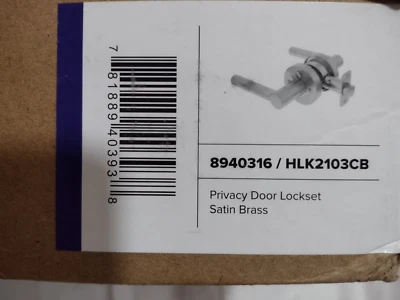 7 81889 40393 8
8940316 / HLK2103CB
Privacy Door Lockset
Satin Brass